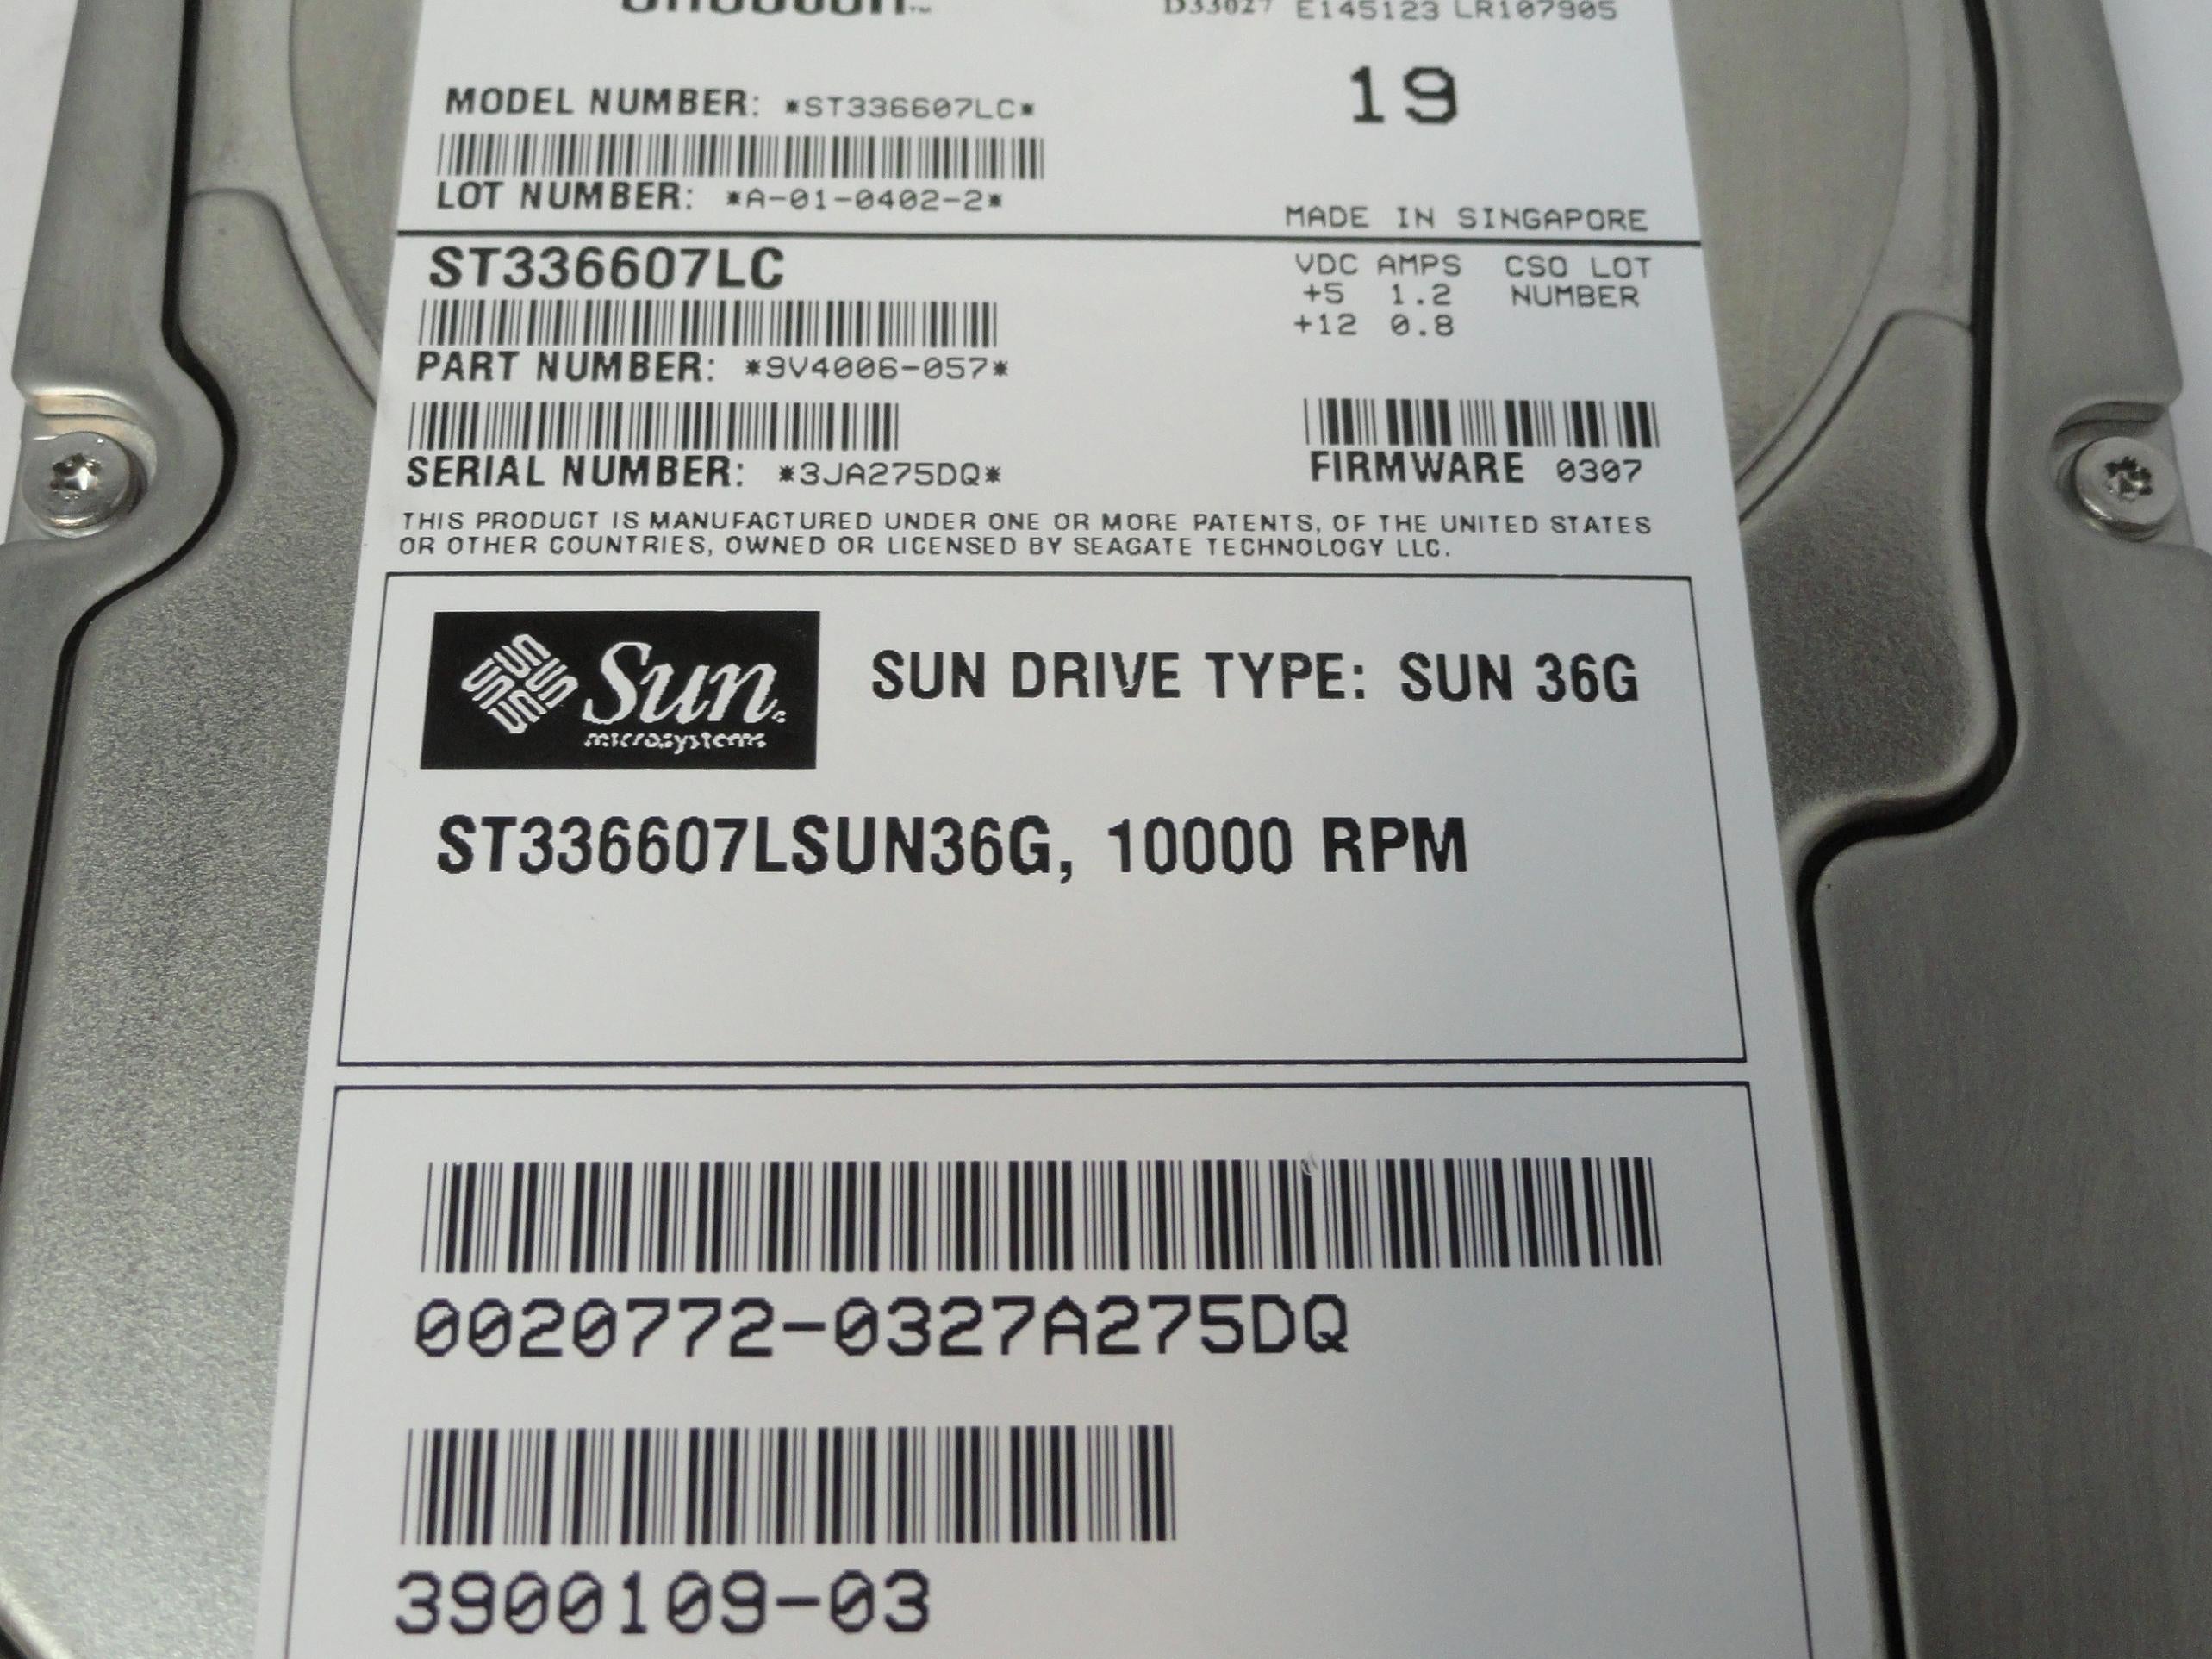 D33027 E145123 LR107905
MODEL NUMBER: *ST336607LC*
19
LOT NUMBER: *A-01-0402-2*
MADE IN SINGAPORE
ST336607LC
VDC AMPS CSO LOT
+5 1.2 NUMBER
+12 0.8
PART NUMBER: *9V4006-057*
SERIAL NUMBER: *3JA275DQ*
FIRMWARE 0307
THIS PRODUCT IS MANUFACTURED UNDER ONE OR MORE PATENTS, OF THE UNITED STATES
OR OTHER COUNTRIES, OWNED OR LICENSED BY SEAGATE TECHNOLOGY LLC.
Sun
microsystems
SUN DRIVE TYPE: SUN 36G
ST336607LSUN36G, 10000 RPM
0020772-0327A275DQ
3900109-03